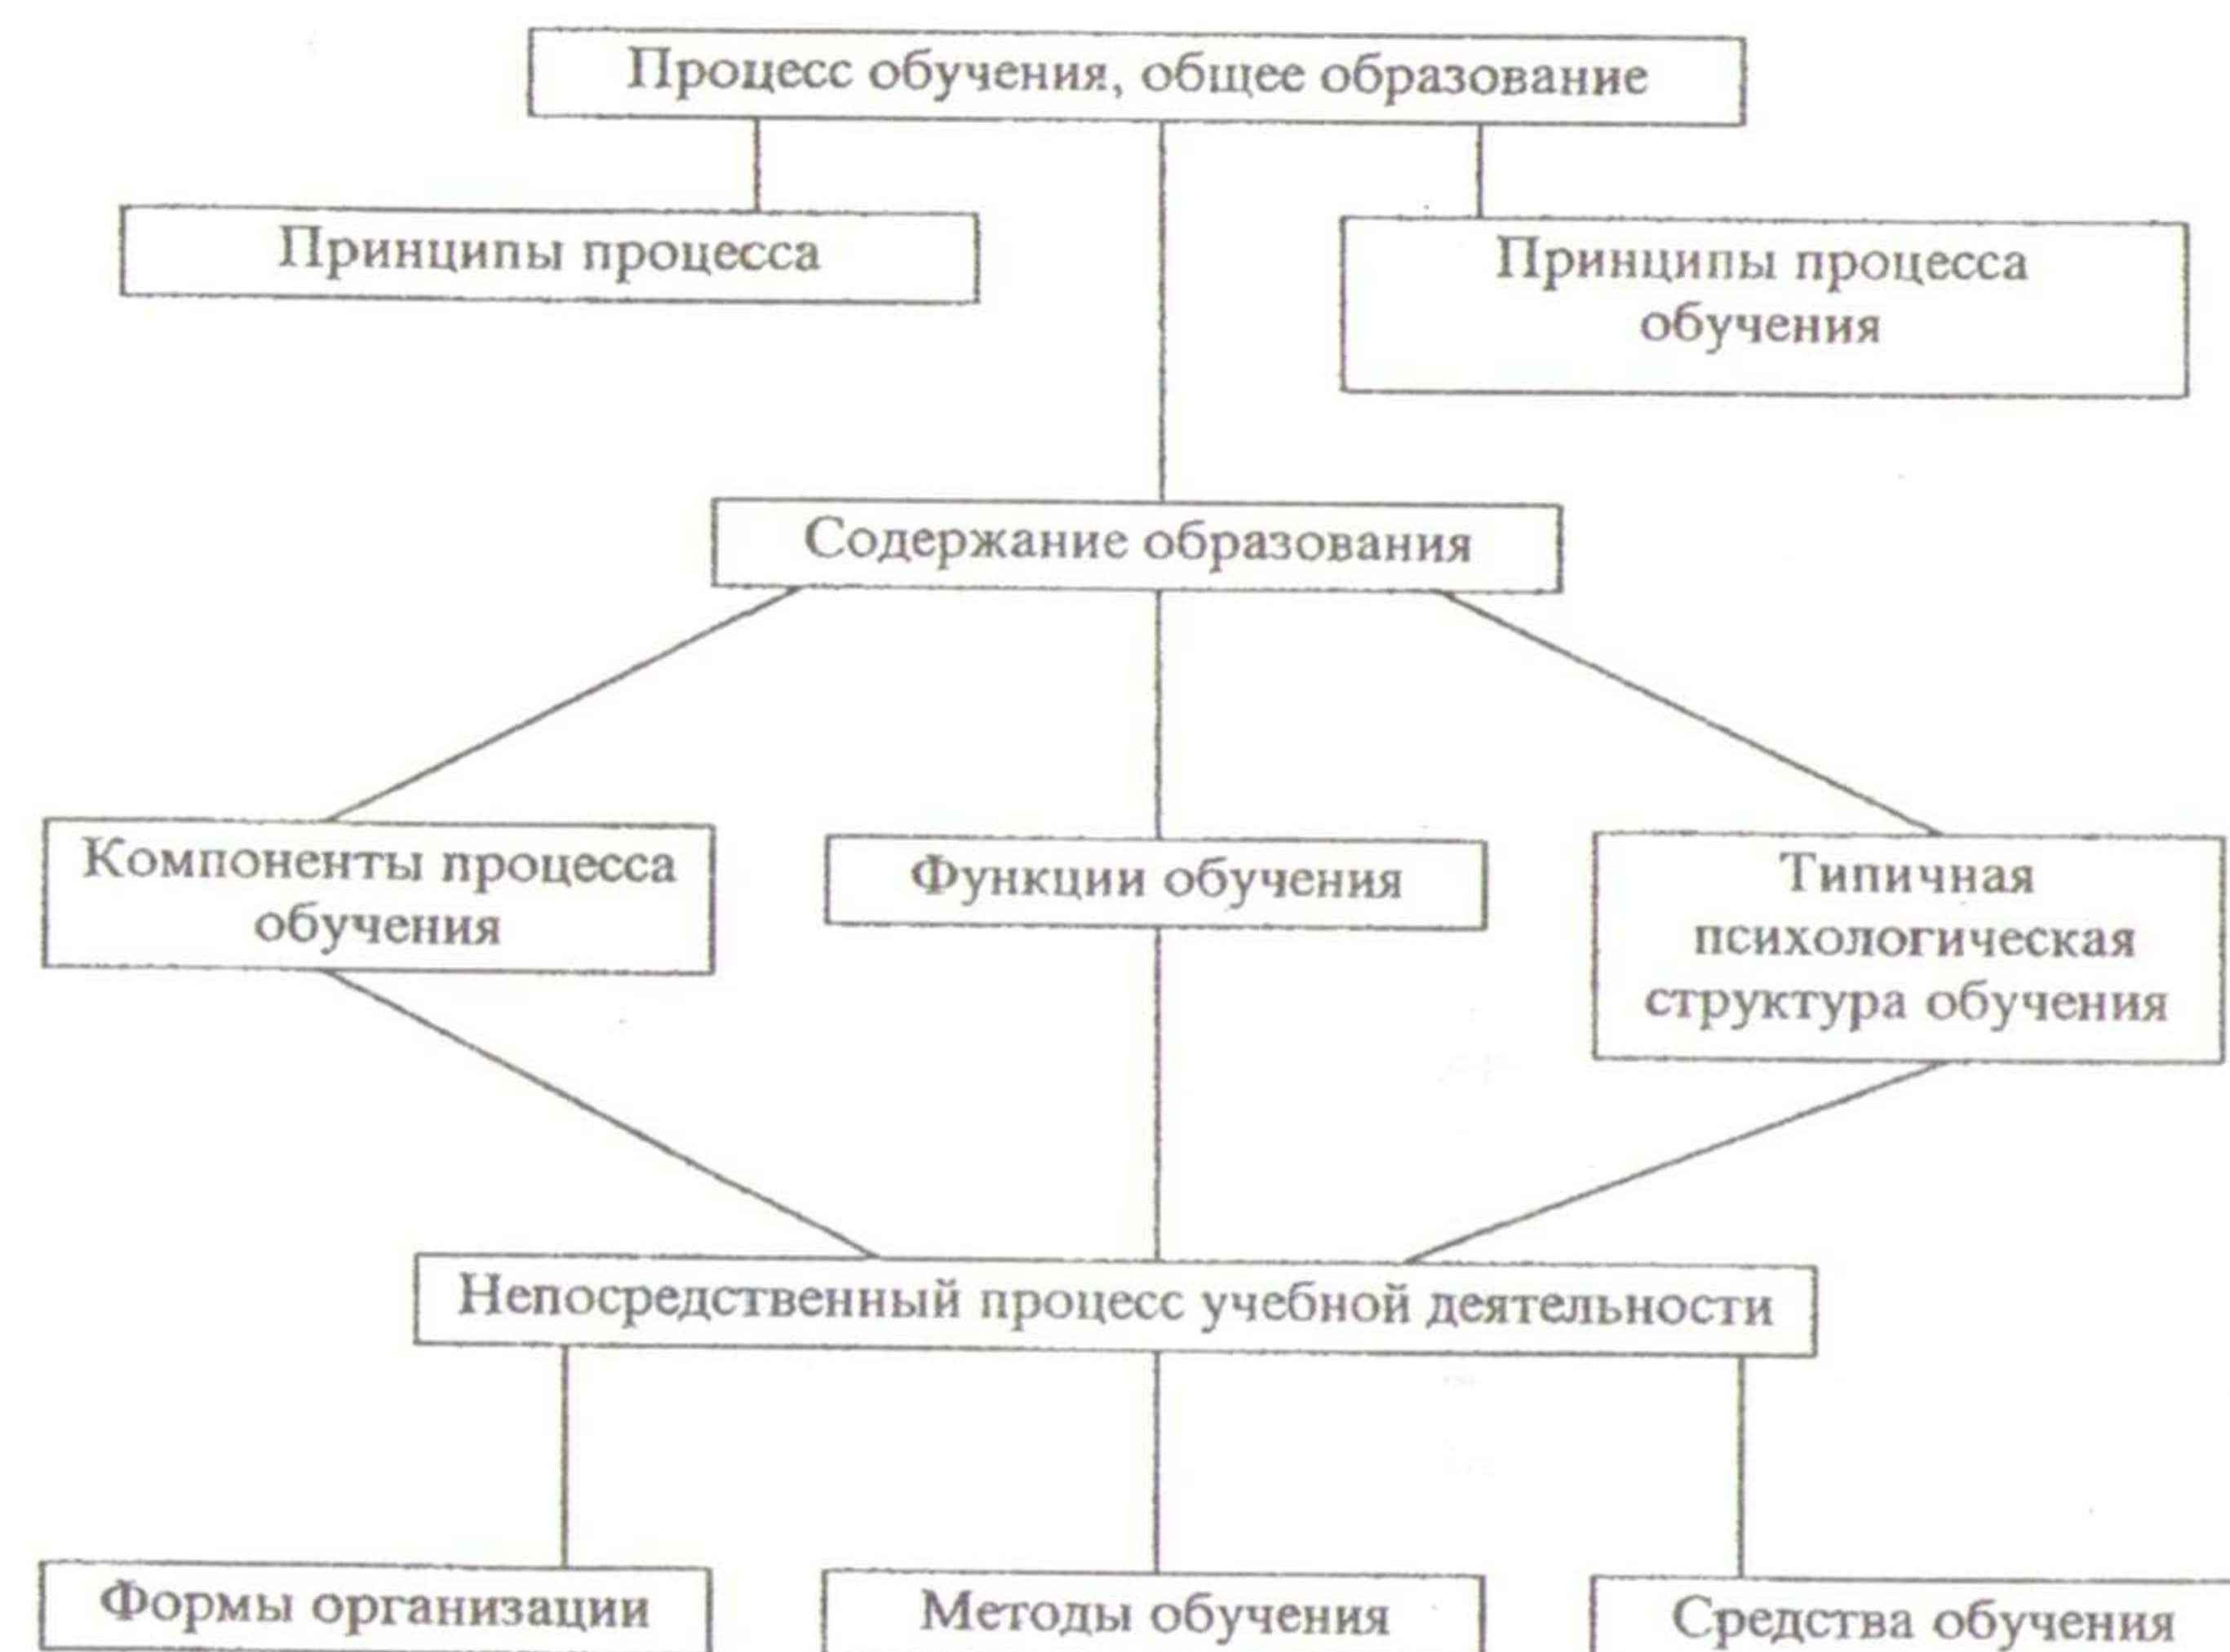 Процесс обучения, общее образование
Принципы процесса
Принципы процесса
обучения
Содержание образования
Компоненты процесса
обучения
Функции обучения
Типичная
психологическая
структура обучения
Непосредственный процесс учебной деятельности
Формы организации
Методы обучения
Средства обучения